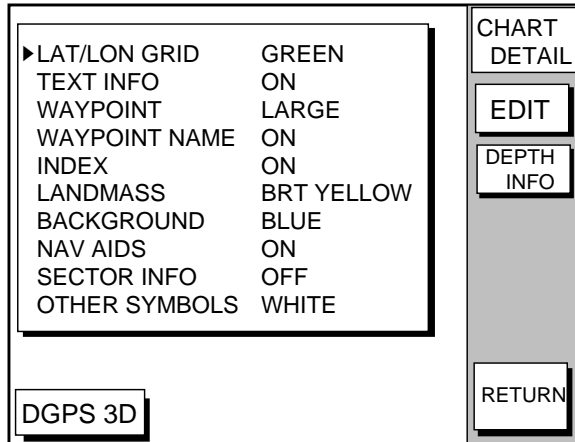 ▶LAT/LON GRID GREEN
TEXT INFO ON
WAYPOINT LARGE
WAYPOINT NAME ON
INDEX ON
LANDMASS BRT YELLOW
BACKGROUND BLUE
NAV AIDS ON
SECTOR INFO OFF
OTHER SYMBOLS WHITE
DGPS 3D
CHART
DETAIL
EDIT
DEPTH
INFO
RETURN